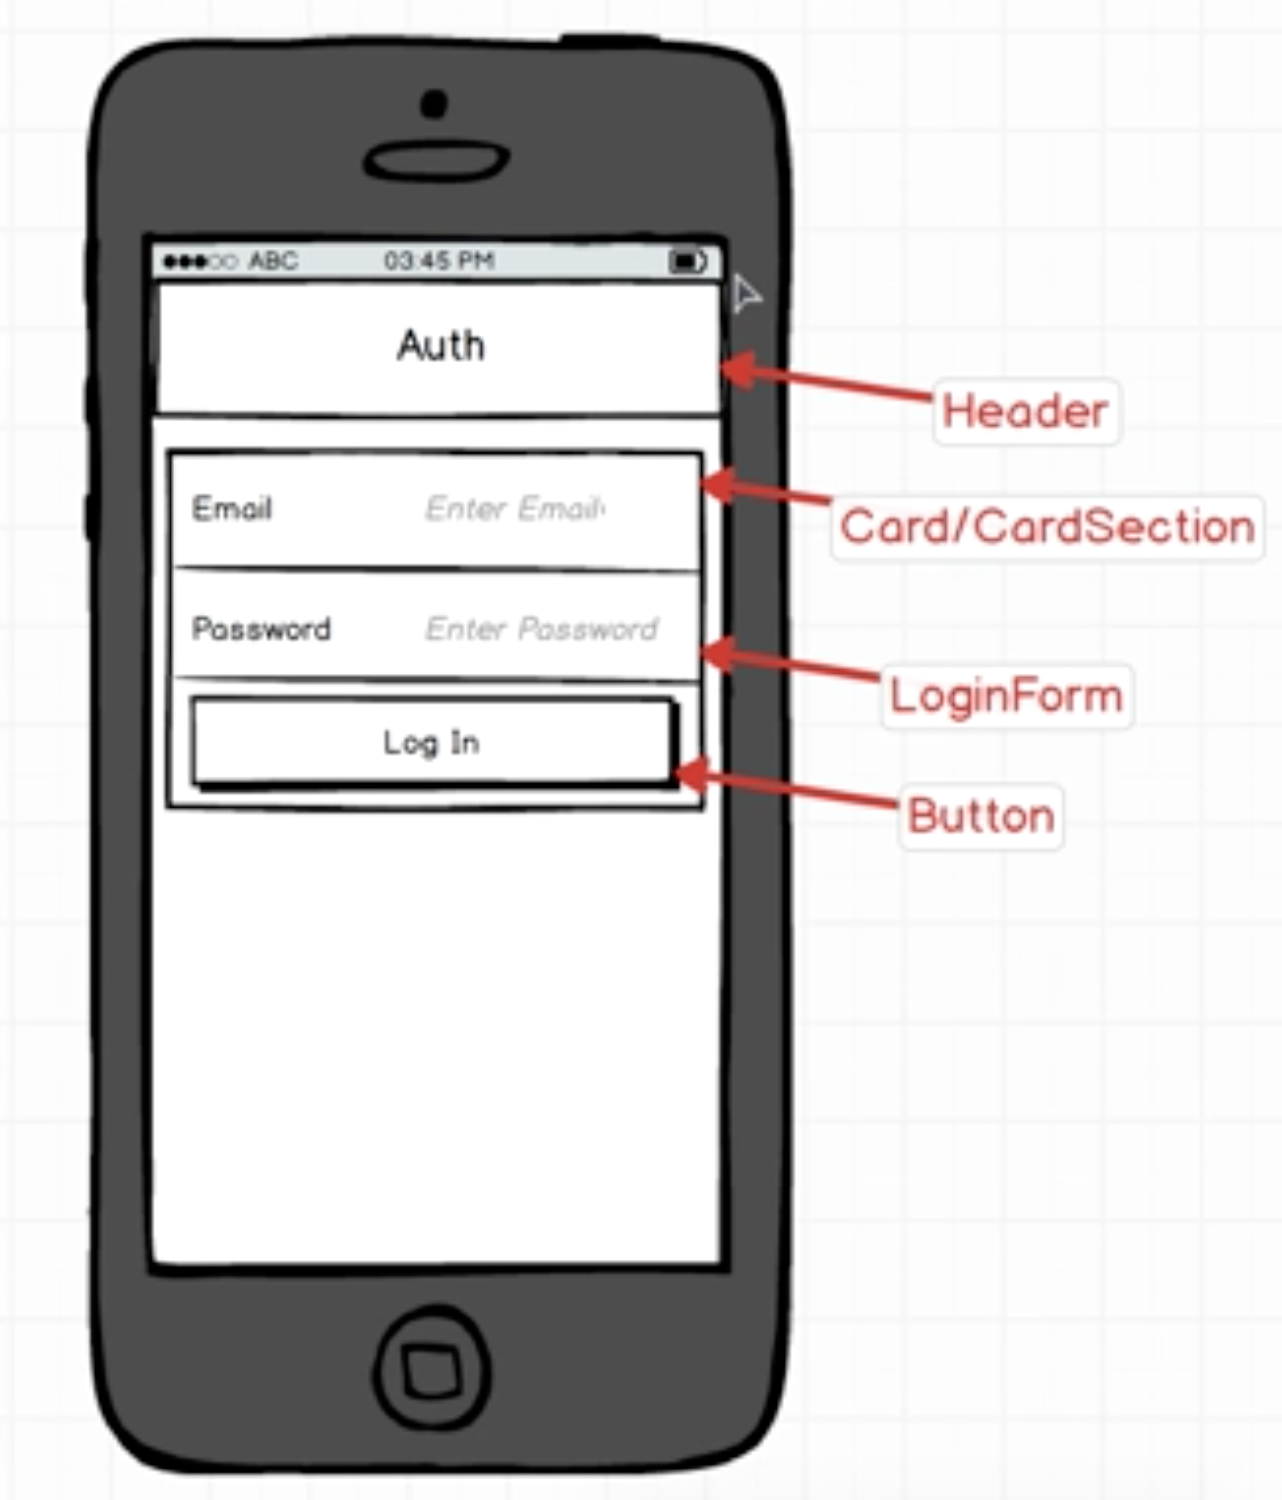 ABC 03:45 PM
Auth
Header
Email Enter Email
Card/CardSection
Password Enter Password
LoginForm
Log In
Button